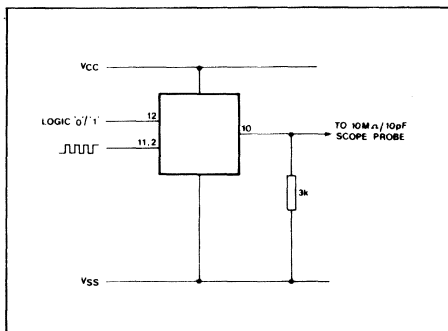 VCC
LOGIC '0'/'1'
12
11, 2
10
TO 10MΩ/10pF
SCOPE PROBE
3k
VSS